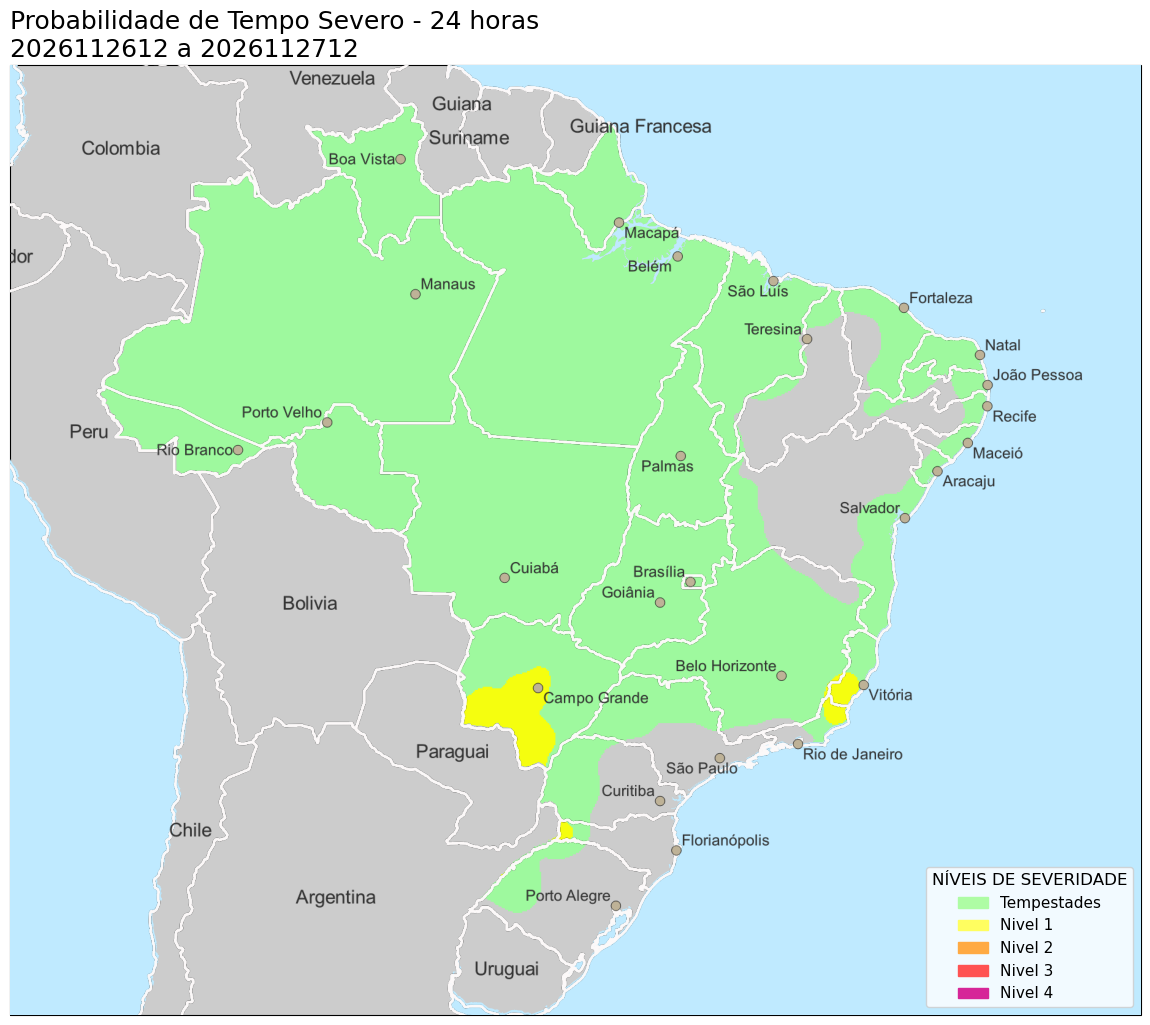 Probabilidade de Tempo Severo - 24 horas
2026112612 a 2026112712
Venezuela
Guiana
Colombia
Guiana Francesa
Suriname
Boa Vista
Macapá
dor
Belém
Manaus
São Luís
Fortaleza
Teresina
Natal
João Pessoa
Porto Velho
Recife
Peru
Rio Branco
Maceió
Palmas
Aracaju
Salvador
Cuiabá
Brasília
Goiânia
Bolivia
Belo Horizonte
Campo Grande
Vitória
Paraguai
Rio de Janeiro
São Paulo
Curitiba
Chile
Florianópolis
Argentina
Porto Alegre
Uruguai
NÍVEIS DE SEVERIDADE
Tempestades
Nivel 1
Nivel 2
Nivel 3
Nivel 4